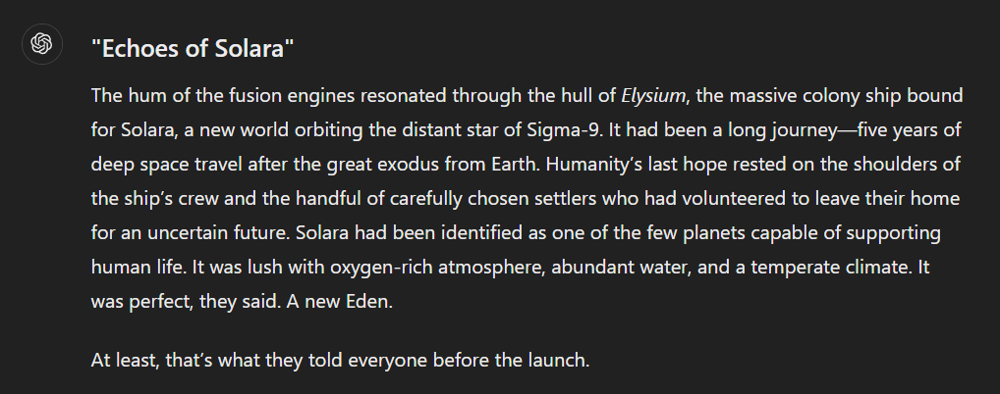 "Echoes of Solara"
The hum of the fusion engines resonated through the hull of Elysium, the massive colony ship bound
for Solara, a new world orbiting the distant star of Sigma-9. It had been a long journey—five years of
deep space travel after the great exodus from Earth. Humanity’s last hope rested on the shoulders of
the ship’s crew and the handful of carefully chosen settlers who had volunteered to leave their home
for an uncertain future. Solara had been identified as one of the few planets capable of supporting
human life. It was lush with oxygen-rich atmosphere, abundant water, and a temperate climate. It
was perfect, they said. A new Eden.
At least, that’s what they told everyone before the launch.